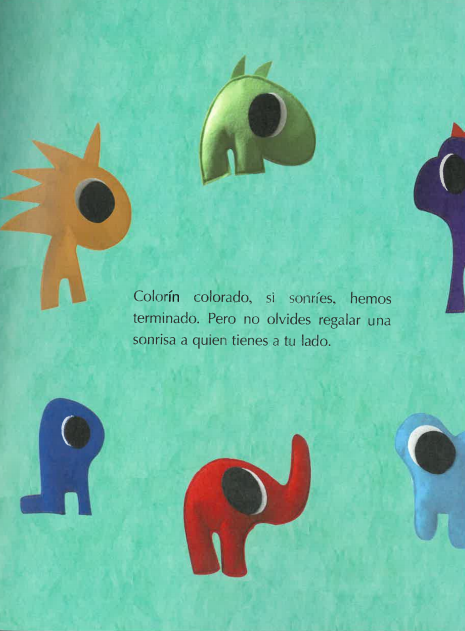 Colorín colorado, si sonríes, hemos
terminado. Pero no olvides regalar una
sonrisa a quien tienes a tu lado.